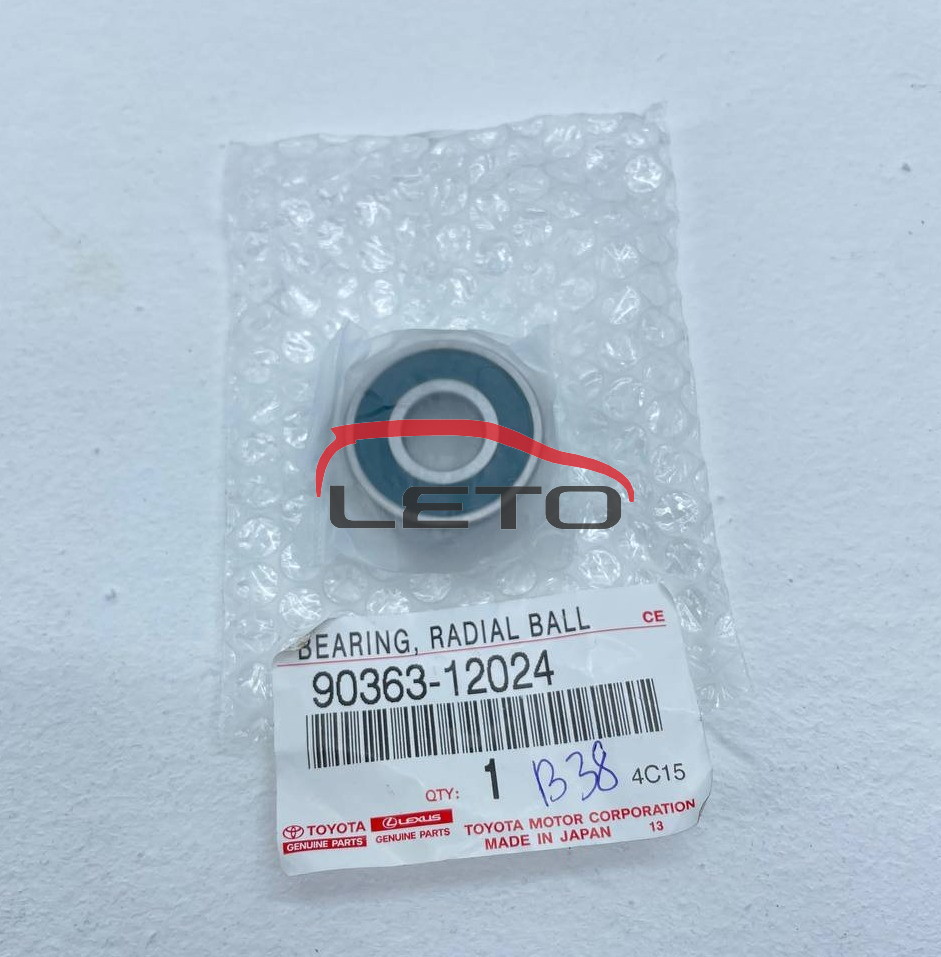 LETO
BEARING, RADIAL BALL CE
90363-12024
QTY: 1 B38 4C15
TOYOTA LEXUS TOYOTA MOTOR CORPORATION
GENUINE PARTS GENUINE PARTS MADE IN JAPAN 13